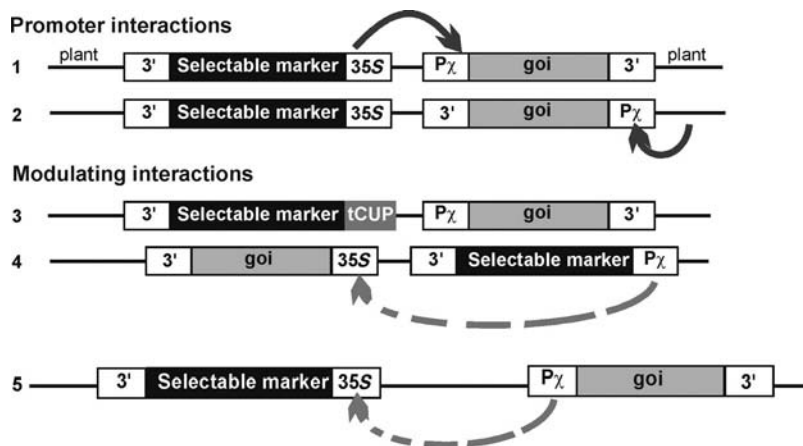 Promoter interactions
plant plant
1 3' Selectable marker 35S Pχ goi 3'
2 3' Selectable marker 35S 3' goi Pχ
Modulating interactions
3 3' Selectable marker tCUP Pχ goi 3'
4 3' goi 35S 3' Selectable marker Pχ
5 3' Selectable marker 35S Pχ goi 3'